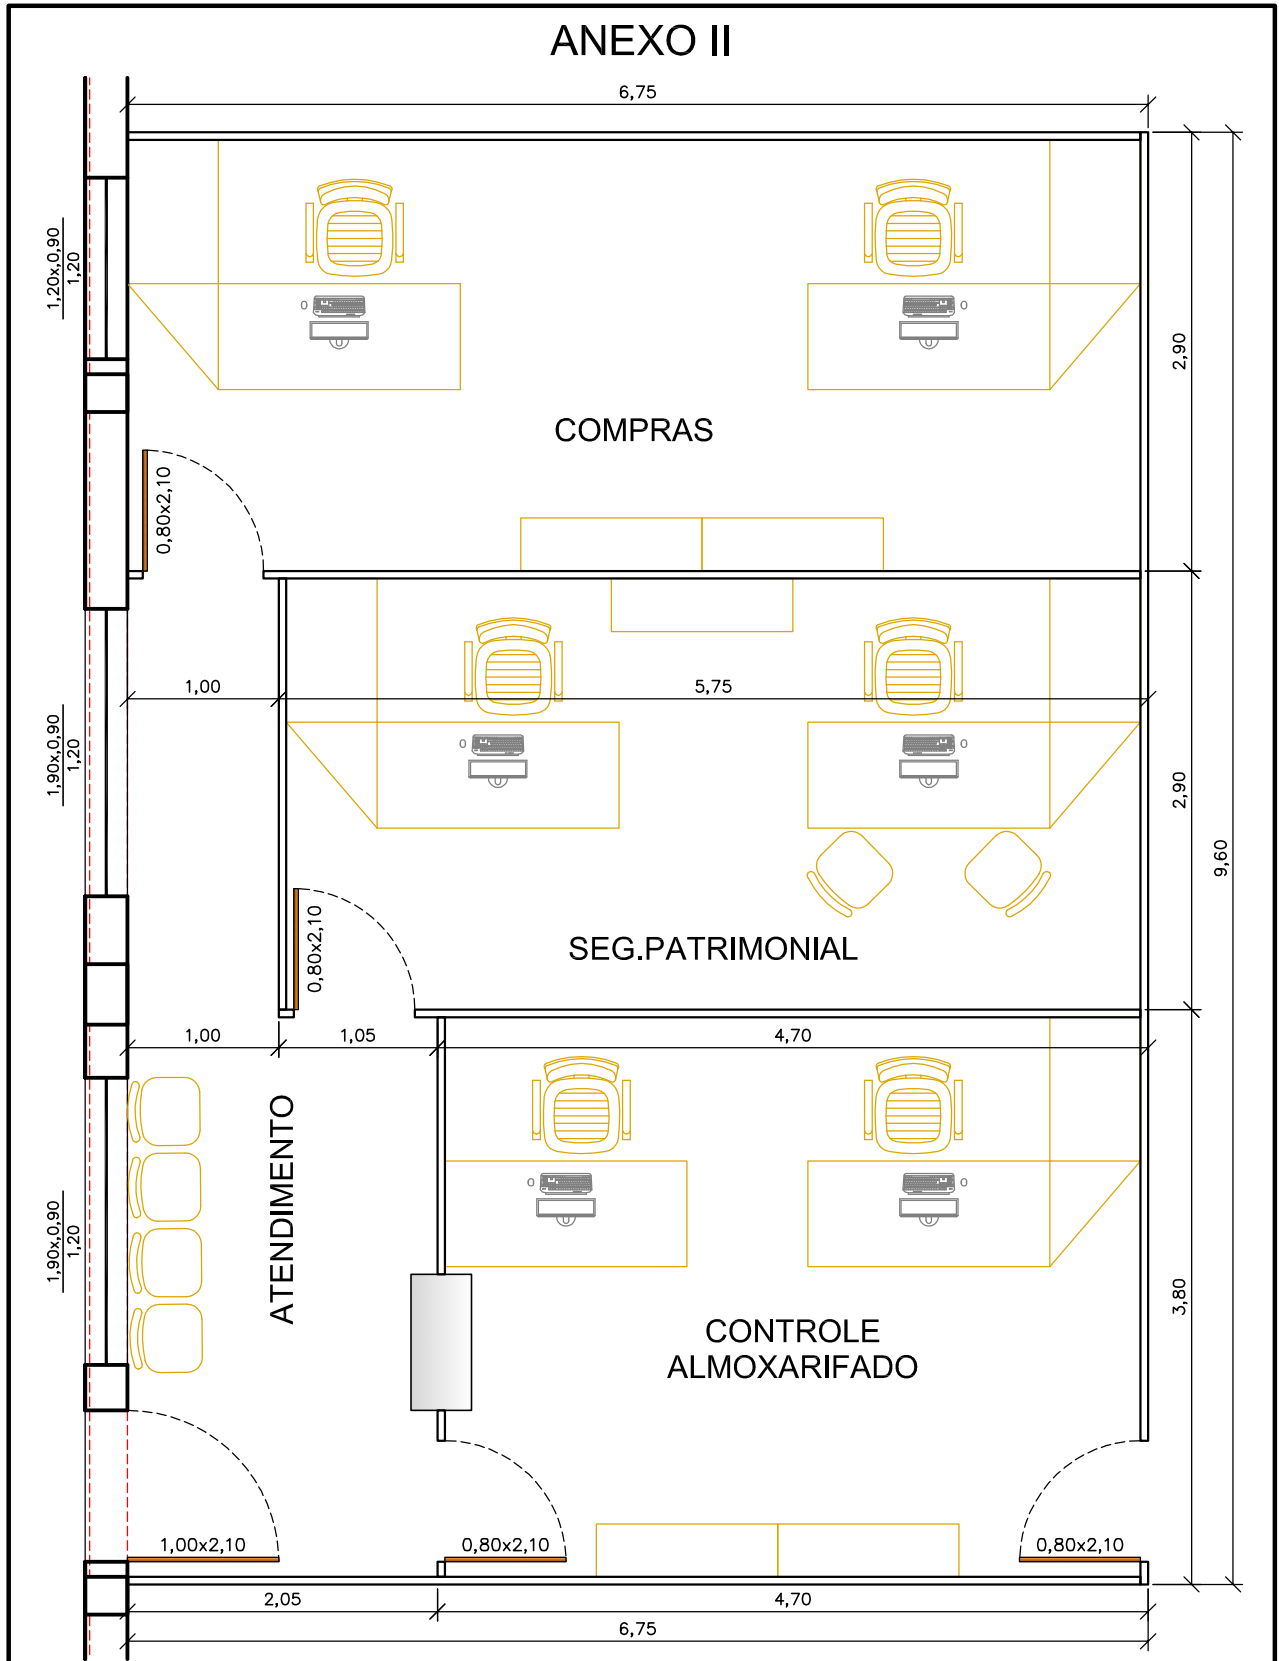 ANEXO II
6,75
1,20x0,90
1,20
2,90
COMPRAS
0,80x2,10
1,00
5,75
1,90x0,90
1,20
2,90
9,60
0,80x2,10
SEG.PATRIMONIAL
1,00
1,05
4,70
ATENDIMENTO
1,90x0,90
1,20
3,80
CONTROLE
ALMOXARIFADO
1,00x2,10
0,80x2,10
0,80x2,10
2,05
4,70
6,75